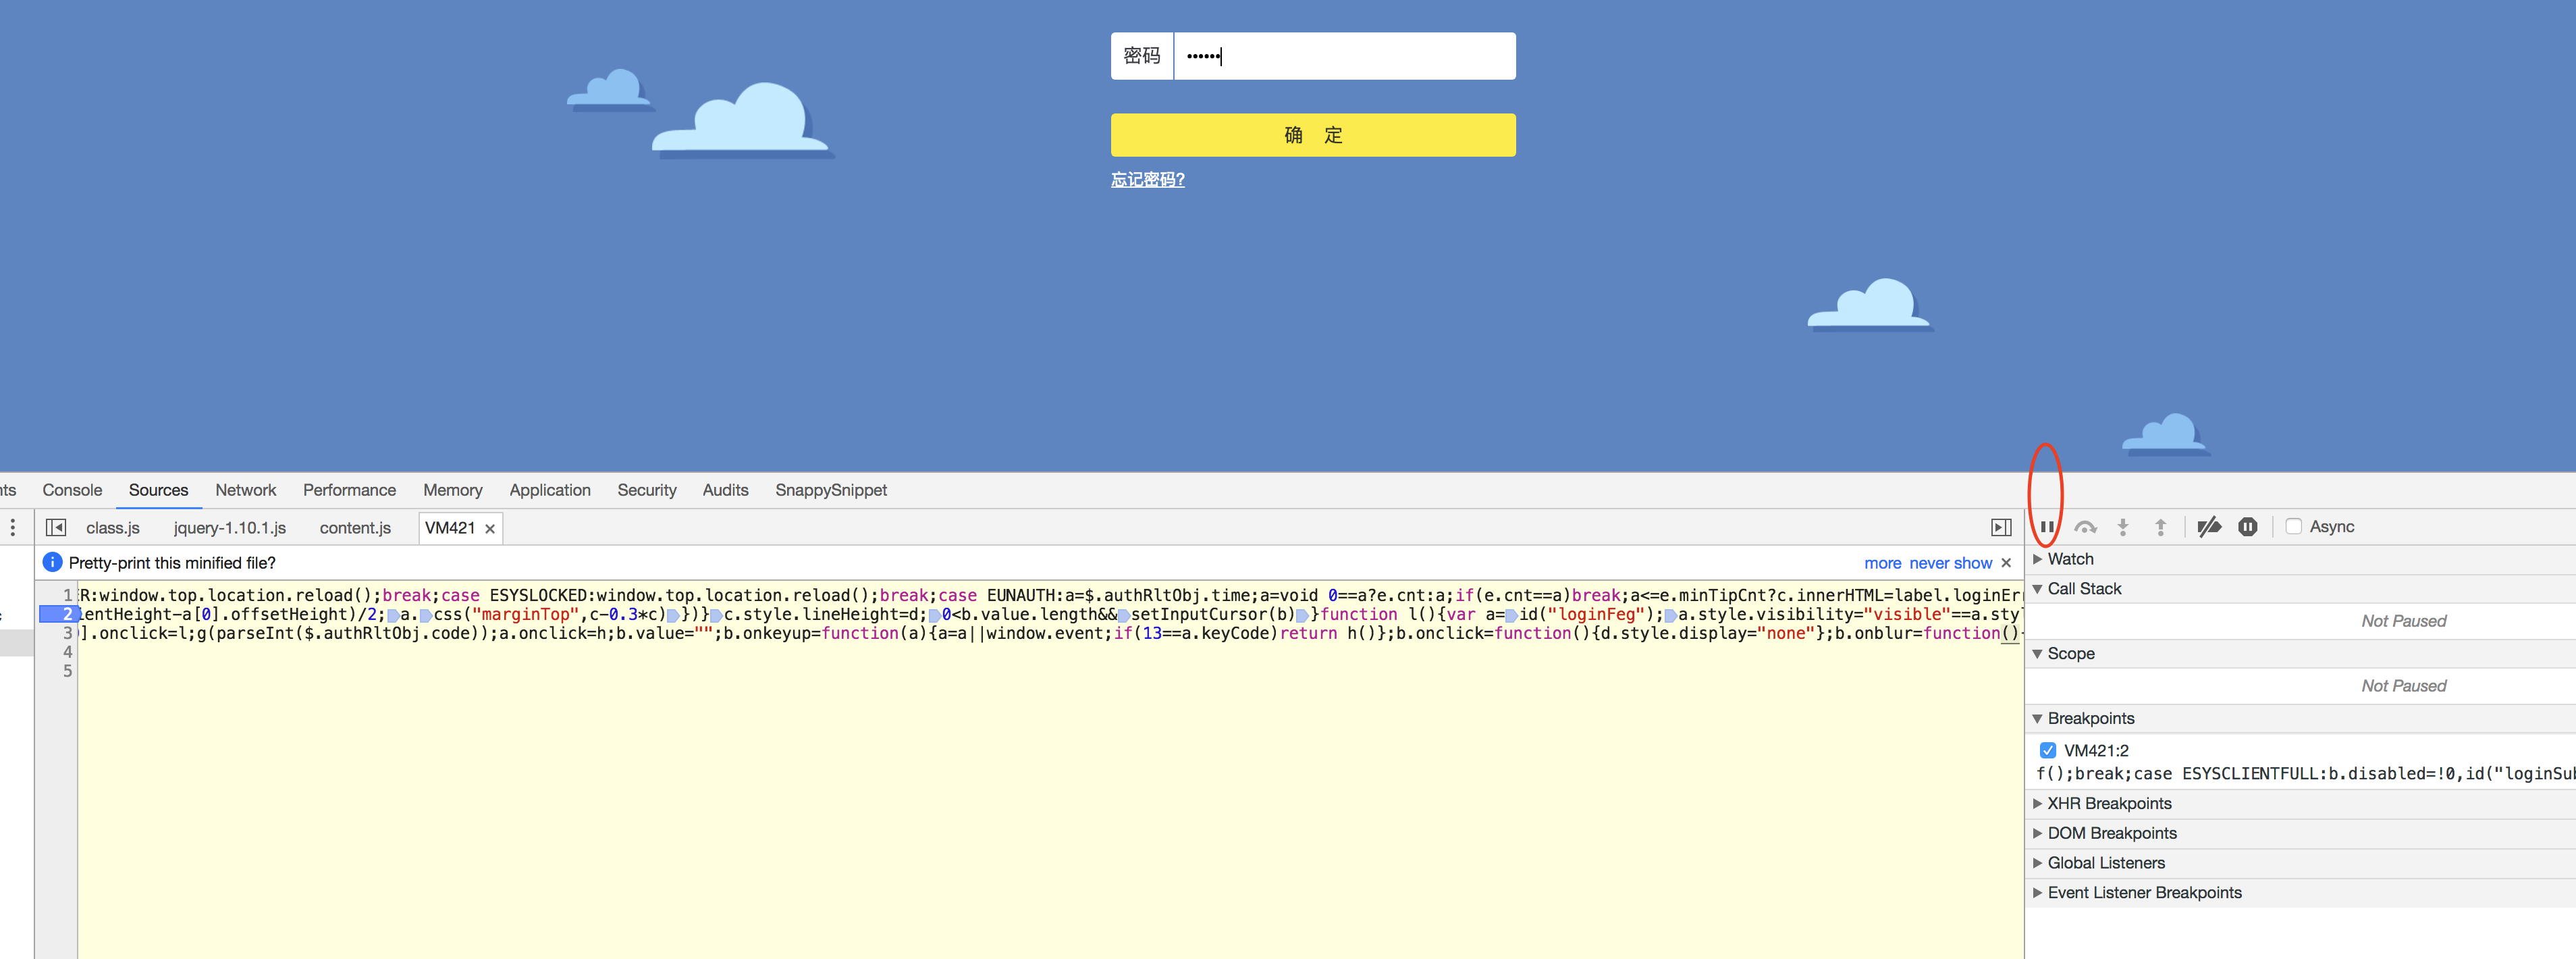 密码 ••••••
确 定
忘记密码?
nts Console Sources Network Performance Memory Application Security Audits SnappySnippet
class.js jquery-1.10.1.js content.js VM421 ×
Async
Pretty-print this minified file? more never show ×
1 R:window.top.location.reload();break;case ESYSLOCKED:window.top.location.reload();break;case EUNAUTH:a=$.authRltObj.time;a=void 0==a?e.cnt:a;if(e.cnt==a)break;a<=e.minTipCnt?c.innerHTML=label.loginErr
2 ientHeight-a[0].offsetHeight)/2;a.css("marginTop",c-0.3*c)})}c.style.lineHeight=d;0<b.value.length&&setInputCursor(b)}function l(){var a=id("loginFeg");a.style.visibility="visible"==a.sty
3 ].onclick=l;g(parseInt($.authRltObj.code));a.onclick=h;b.value="";b.onkeyup=function(a){a=a||window.event;if(13==a.keyCode)return h()};b.onclick=function(){d.style.display="none"};b.onblur=function()
4
5
Watch
Call Stack
Not Paused
Scope
Not Paused
Breakpoints
VM421:2
f();break;case ESYSCLIENTFULL:b.disabled=!0,id("loginSub
XHR Breakpoints
DOM Breakpoints
Global Listeners
Event Listener Breakpoints